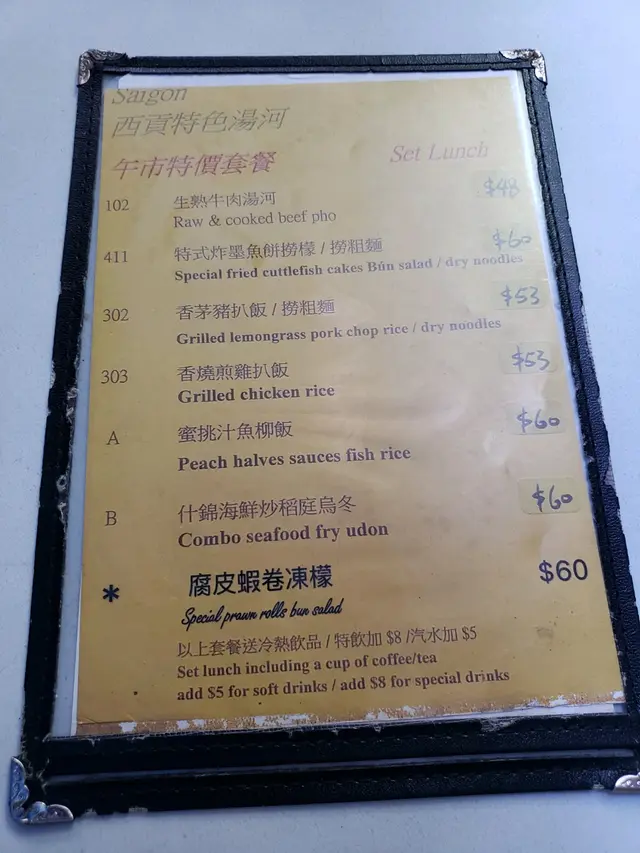 Saigon
西貢特色湯河
午市特價套餐 Set Lunch
102 生熟牛肉湯河 $48
Raw & cooked beef pho
411 特式炸墨魚餅撈檬 / 撈粗麵 $60
Special fried cuttlefish cakes Bún salad / dry noodles
302 香茅豬扒飯 / 撈粗麵 $53
Grilled lemongrass pork chop rice / dry noodles
303 香燒煎雞扒飯 $53
Grilled chicken rice
A 蜜挑汁魚柳飯 $60
Peach halves sauces fish rice
B 什錦海鮮炒稻庭烏冬 $60
Combo seafood fry udon
* 腐皮蝦卷凍檬 $60
Special prawn rolls bun salad
以上套餐送冷熱飲品 / 特飲加 $8 /汽水加 $5
Set lunch including a cup of coffee/tea
add $5 for soft drinks / add $8 for special drinks